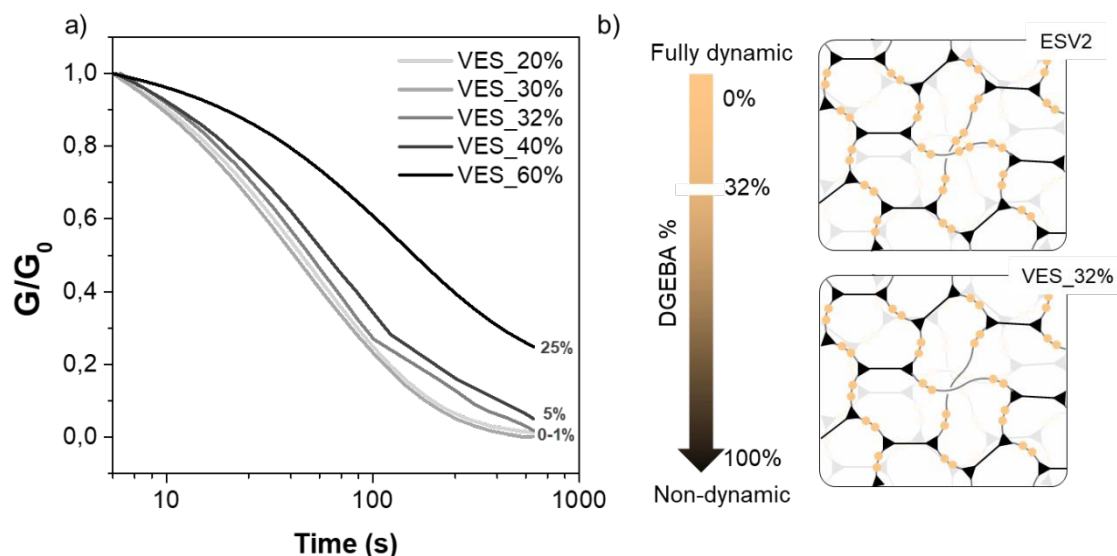 a)
1,0
0,8
0,6
0,4
0,2
0,0
G/G0
10
100
1000
Time (s)
VES_20%
VES_30%
VES_32%
VES_40%
VES_60%
25%
5%
0-1%
b)
Fully dynamic
0%
32%
DGEBA %
100%
Non-dynamic
ESV2
VES_32%